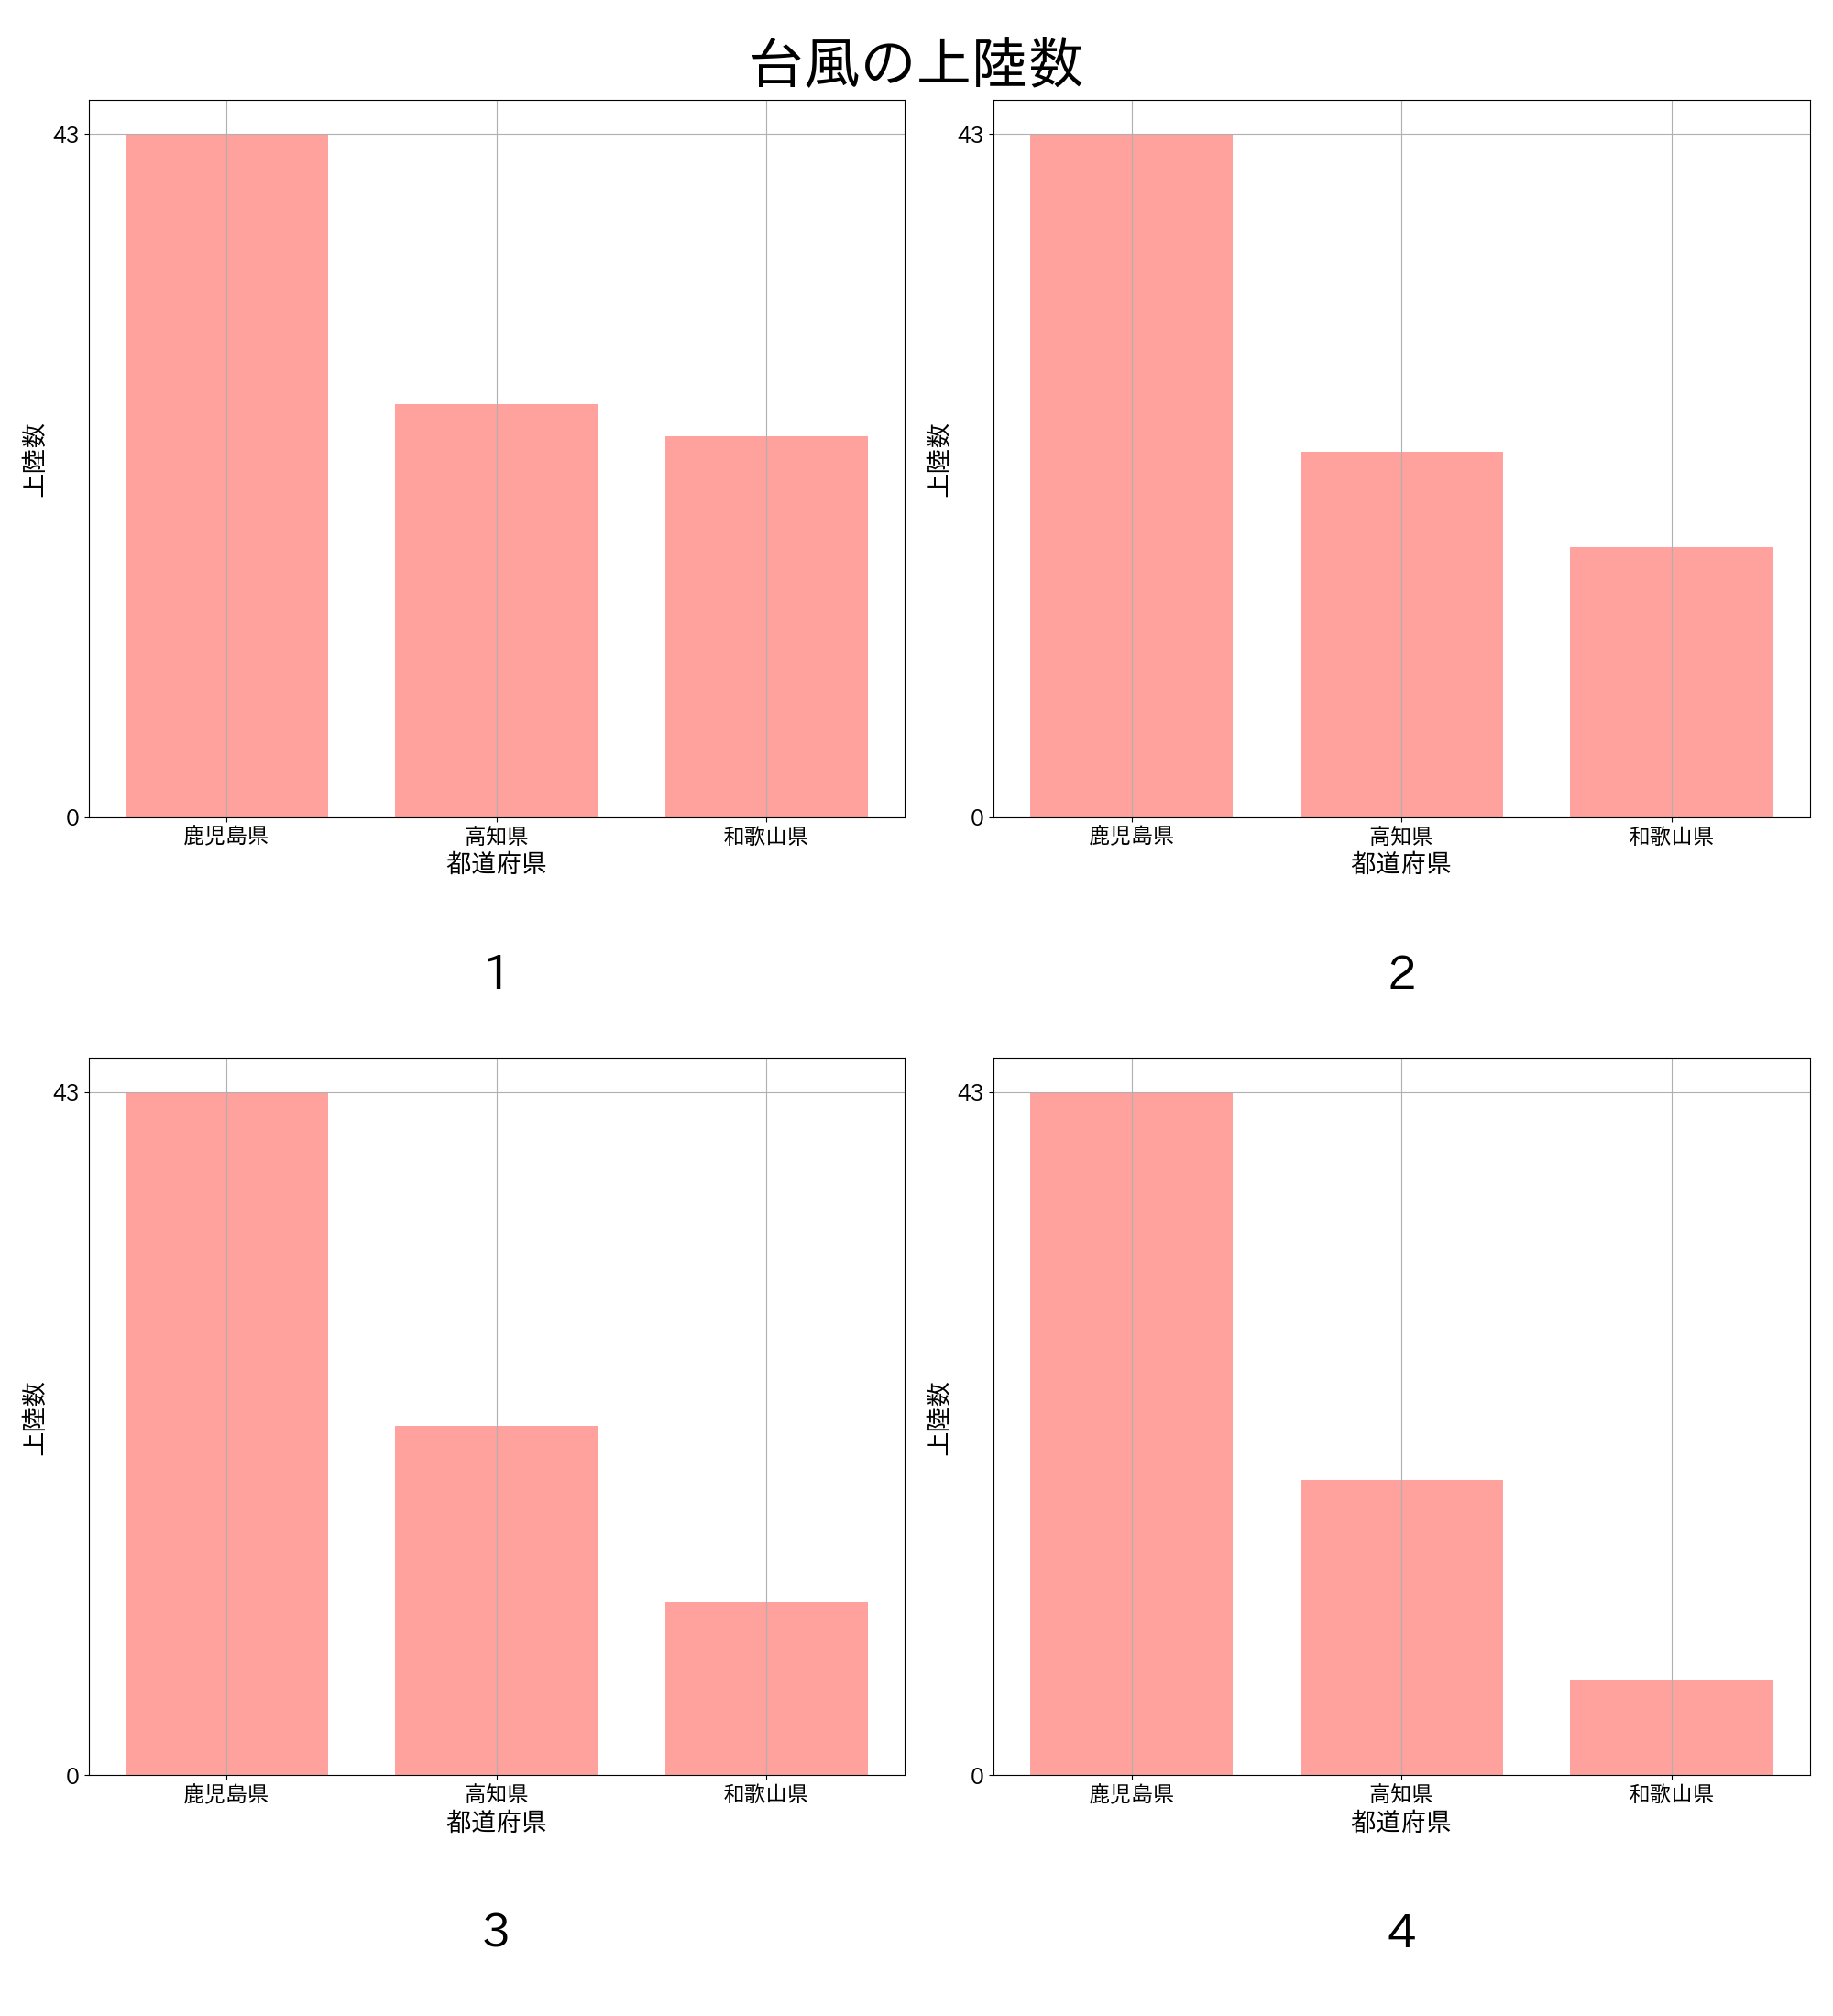 台風の上陸数
43
0
上陸数
鹿児島県 高知県 和歌山県
都道府県
1
43
0
上陸数
鹿児島県 高知県 和歌山県
都道府県
2
43
0
上陸数
鹿児島県 高知県 和歌山県
都道府県
3
43
0
上陸数
鹿児島県 高知県 和歌山県
都道府県
4